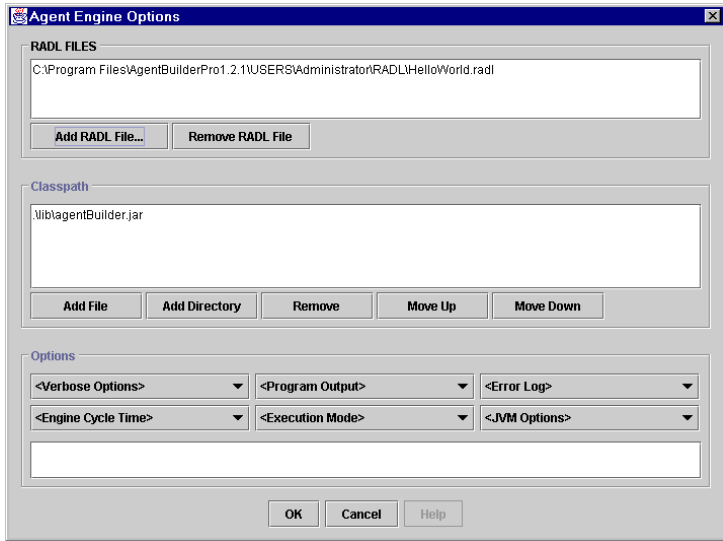 Agent Engine Options
RADL FILES
C:\Program Files\AgentBuilderPro1.2.1\USERS\Administrator\RADL\HelloWorld.radl
Add RADL File... Remove RADL File
Classpath
.\lib\agentBuilder.jar
Add File Add Directory Remove Move Up Move Down
Options
<Verbose Options> <Program Output> <Error Log>
<Engine Cycle Time> <Execution Mode> <JVM Options>
OK Cancel Help